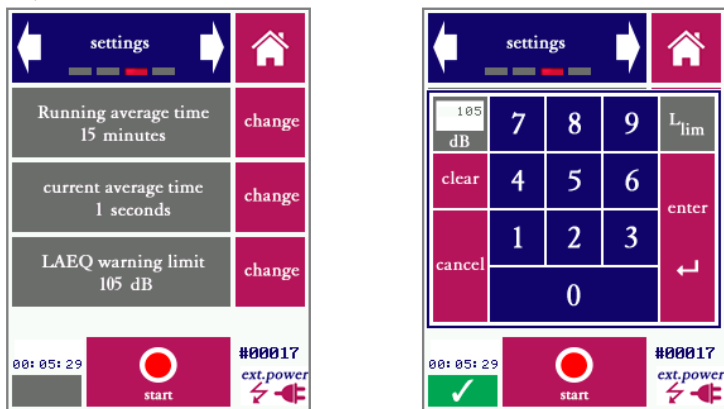 settings
Running average time
15 minutes
change
current average time
1 seconds
change
LAEQ warning limit
105 dB
change
00:05:29
start
#00017
ext.power
settings
105
dB
7
8
9
Llim
clear
4
5
6
enter
cancel
1
2
3
0
00:05:29
start
#00017
ext.power